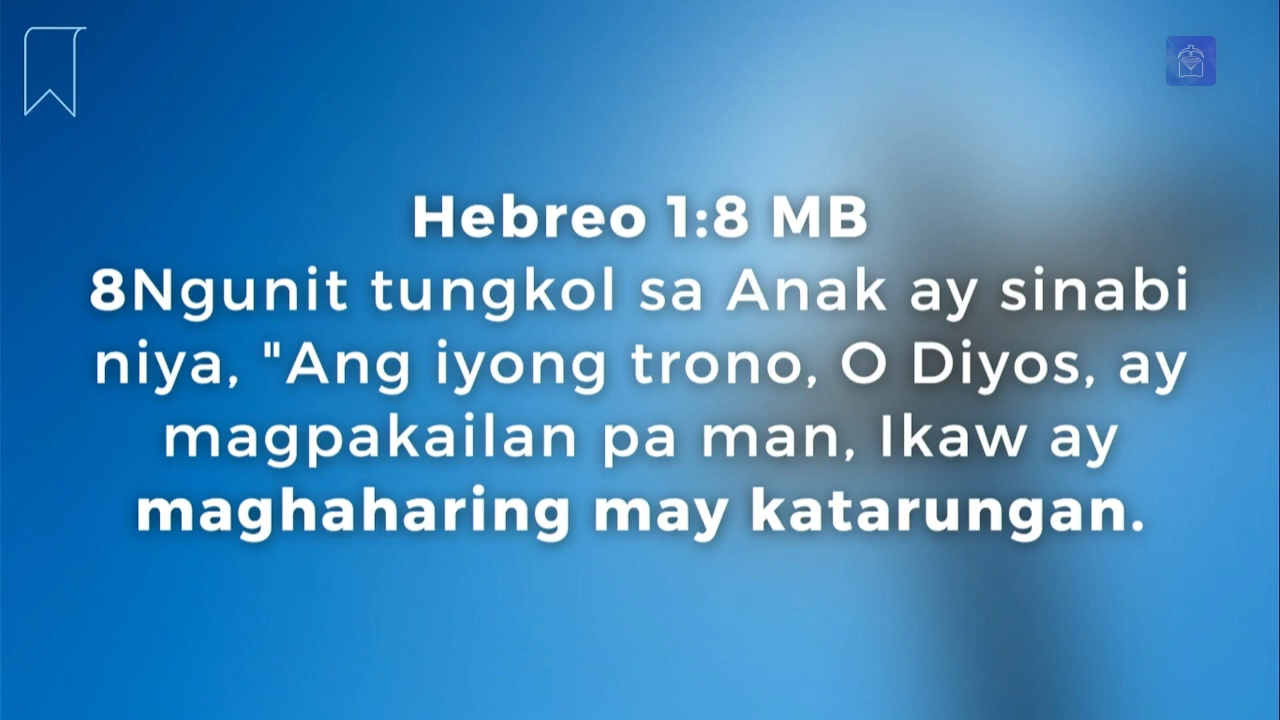 Hebreo 1:8 MB
8Ngunit tungkol sa Anak ay sinabi
niya, "Ang iyong trono, O Diyos, ay
magpakailan pa man, Ikaw ay
maghaharing may katarungan.